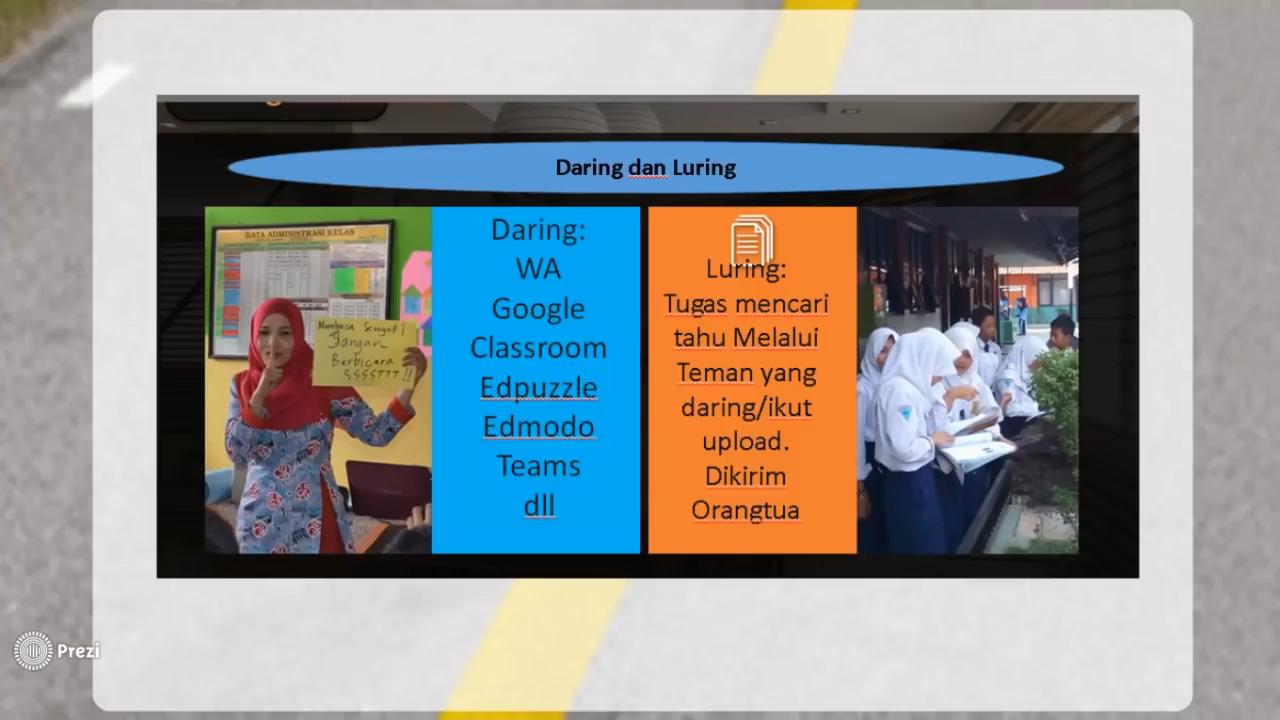 Daring dan Luring
DATA ADMINISTRASI KELAS
Membaca Senyap!
Jangan
Berbicara
SSSSTTT!!
Daring:
WA
Google
Classroom
Edpuzzle
Edmodo
Teams
dll
Luring:
Tugas mencari
tahu Melalui
Teman yang
daring/ikut
upload.
Dikirim
Orangtua
Prezi